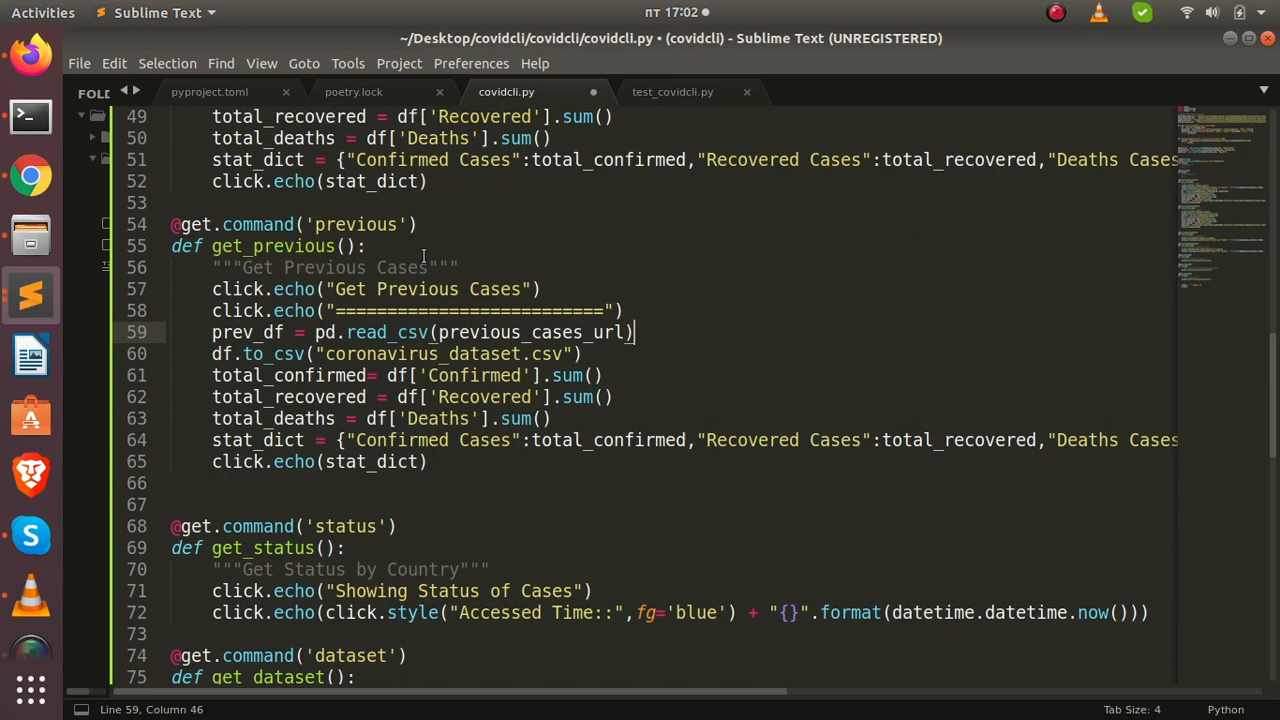 Activities
Sublime Text
пт 17:02
~/Desktop/covidcli/covidcli/covidcli.py • (covidcli) - Sublime Text (UNREGISTERED)
File Edit Selection Find View Goto Tools Project Preferences Help
FOLD
pyproject.toml
poetry.lock
covidcli.py
test_covidcli.py
49 total_recovered = df['Recovered'].sum()
50 total_deaths = df['Deaths'].sum()
51 stat_dict = {"Confirmed Cases":total_confirmed,"Recovered Cases":total_recovered,"Deaths Cases
52 click.echo(stat_dict)
53
54 @get.command('previous')
55 def get_previous():
56 """Get Previous Cases"""
57 click.echo("Get Previous Cases")
58 click.echo("==========================")
59 prev_df = pd.read_csv(previous_cases_url)
60 df.to_csv("coronavirus_dataset.csv")
61 total_confirmed= df['Confirmed'].sum()
62 total_recovered = df['Recovered'].sum()
63 total_deaths = df['Deaths'].sum()
64 stat_dict = {"Confirmed Cases":total_confirmed,"Recovered Cases":total_recovered,"Deaths Cases
65 click.echo(stat_dict)
66
67
68 @get.command('status')
69 def get_status():
70 """Get Status by Country"""
71 click.echo("Showing Status of Cases")
72 click.echo(click.style("Accessed Time::",fg='blue') + "{}".format(datetime.datetime.now()))
73
74 @get.command('dataset')
75 def get_dataset():
Line 59, Column 46
Tab Size: 4
Python